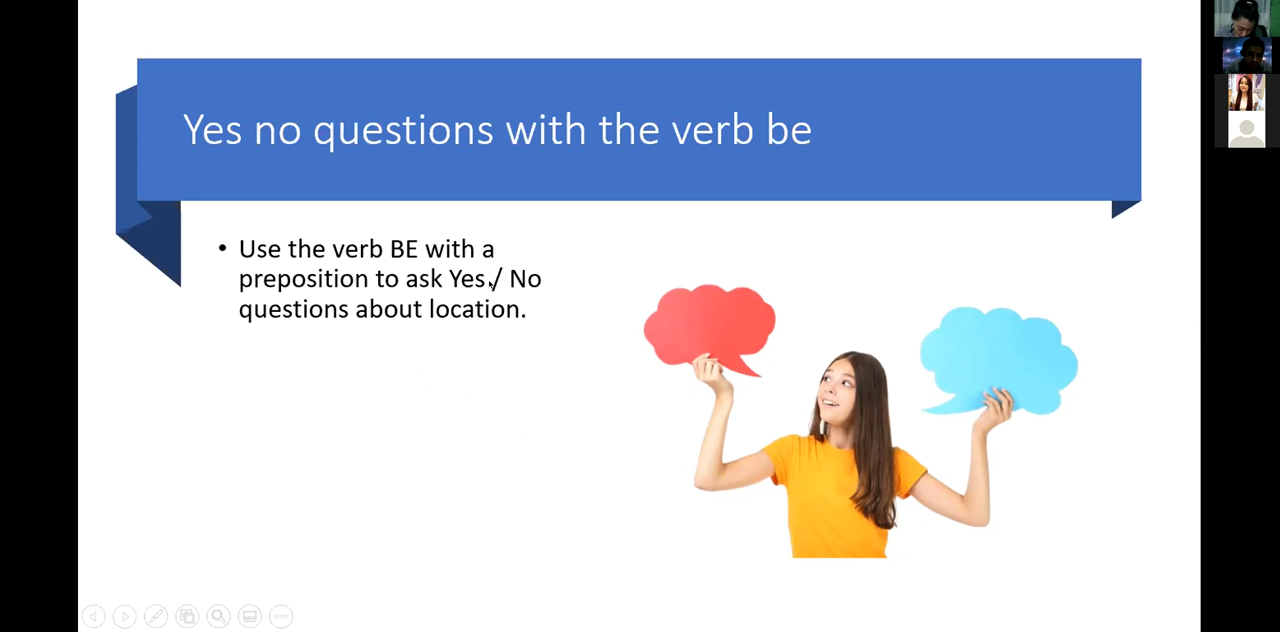 Yes no questions with the verb be
• Use the verb BE with a
preposition to ask Yes / No
questions about location.